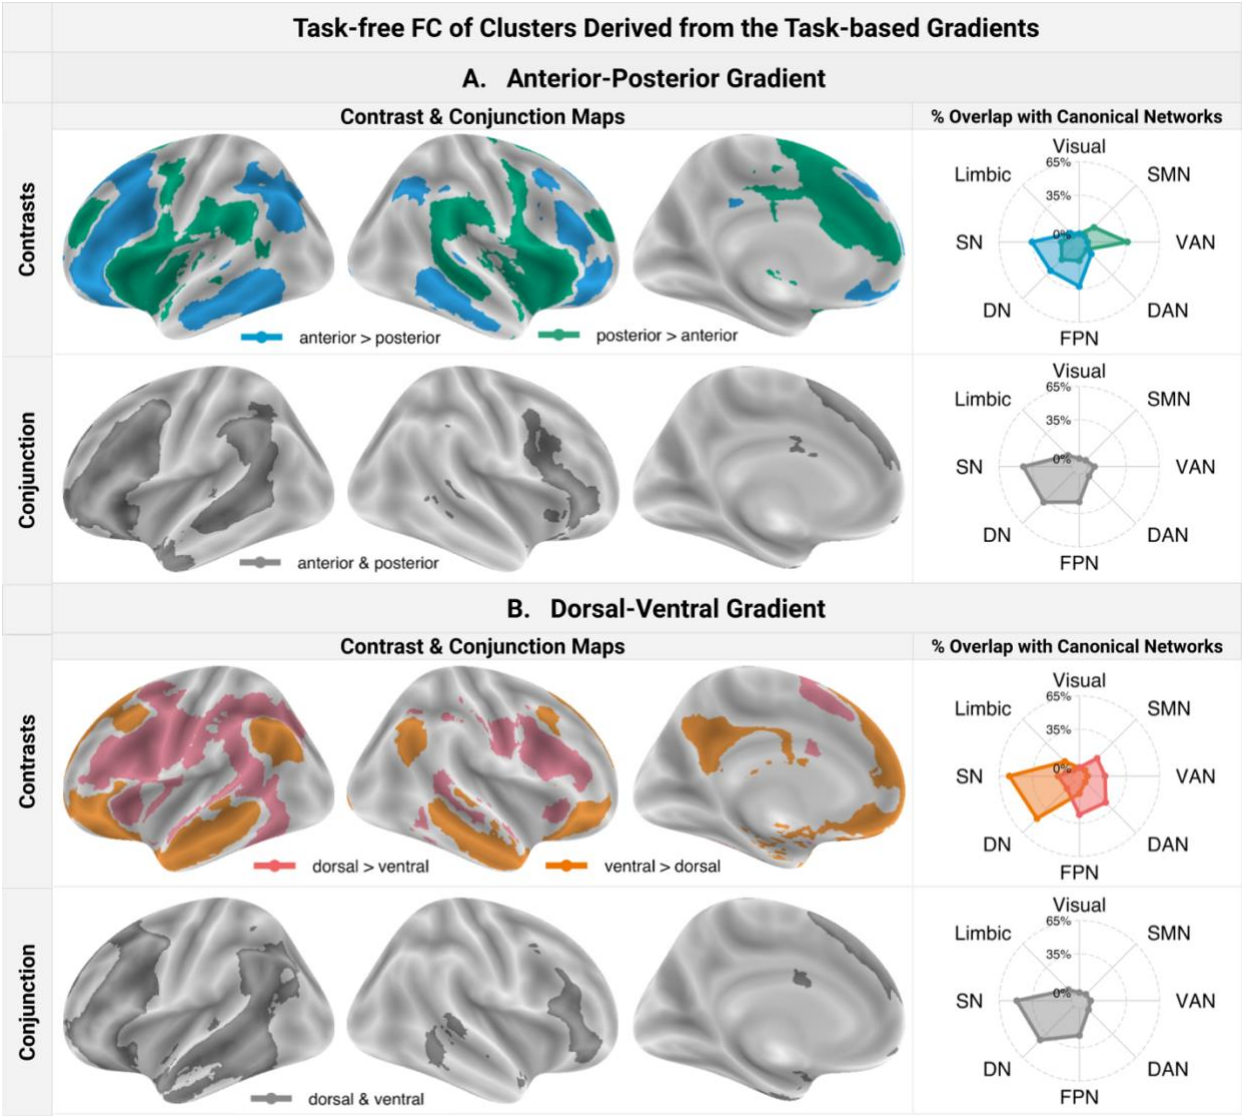 Task-free FC of Clusters Derived from the Task-based Gradients
A. Anterior-Posterior Gradient
Contrast & Conjunction Maps
% Overlap with Canonical Networks
Contrasts
anterior > posterior
posterior > anterior
Visual
65%
Limbic
SMN
35%
0%
SN
VAN
DN
DAN
FPN
Conjunction
anterior & posterior
Visual
65%
Limbic
SMN
35%
0%
SN
VAN
DN
DAN
FPN
B. Dorsal-Ventral Gradient
Contrast & Conjunction Maps
% Overlap with Canonical Networks
Contrasts
dorsal > ventral
ventral > dorsal
Visual
65%
Limbic
SMN
35%
0%
SN
VAN
DN
DAN
FPN
Conjunction
dorsal & ventral
Visual
65%
Limbic
SMN
35%
0%
SN
VAN
DN
DAN
FPN